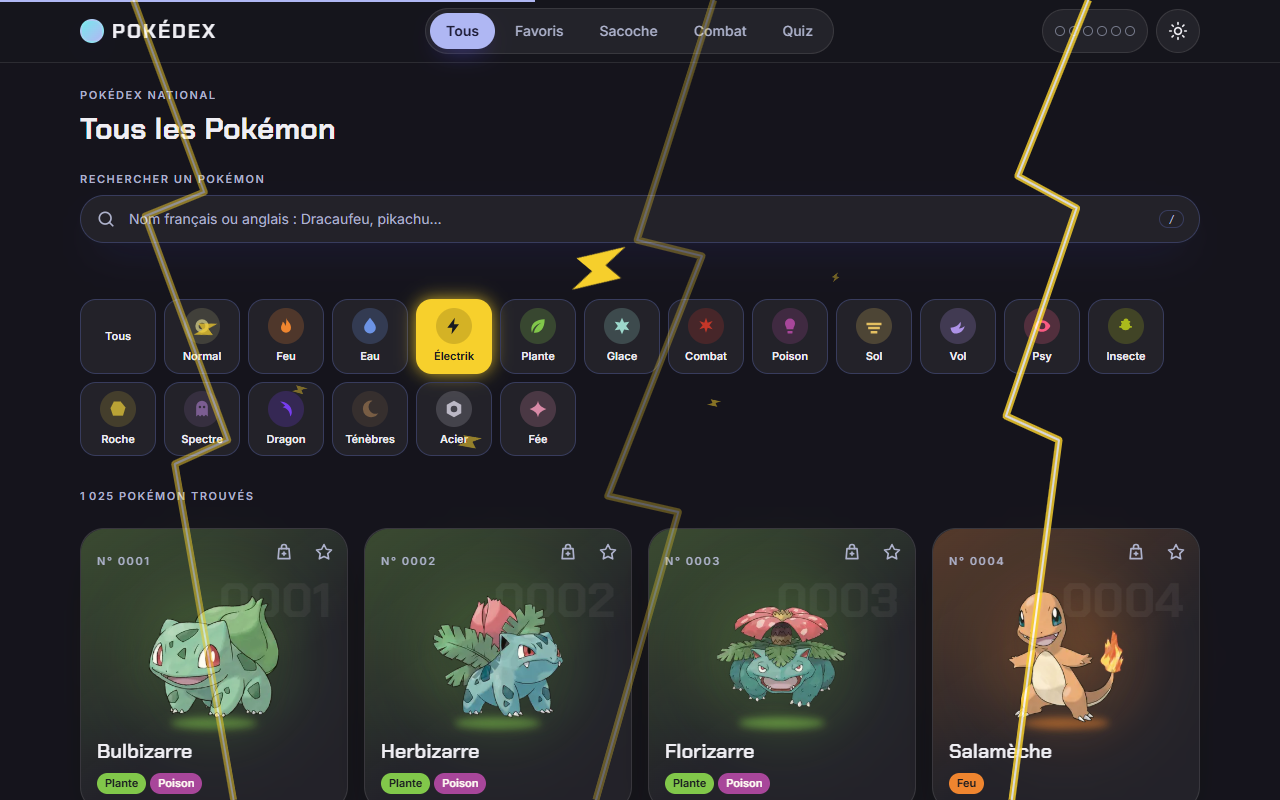 POKÉDEX
Tous Favoris Sacoche Combat Quiz
POKÉDEX NATIONAL
Tous les Pokémon
RECHERCHER UN POKÉMON
Nom français ou anglais : Dracaufeu, pikachu... /
Tous Normal Feu Eau Électrik Plante Glace Combat Poison Sol Vol Psy Insecte
Roche Spectre Dragon Ténèbres Acier Fée
1 025 POKÉMON TROUVÉS
N° 0001 N° 0002 N° 0003 N° 0004
0001 0002 0003 0004
Bulbizarre Herbizarre Florizarre Salamèche
Plante Poison Plante Poison Plante Poison Feu